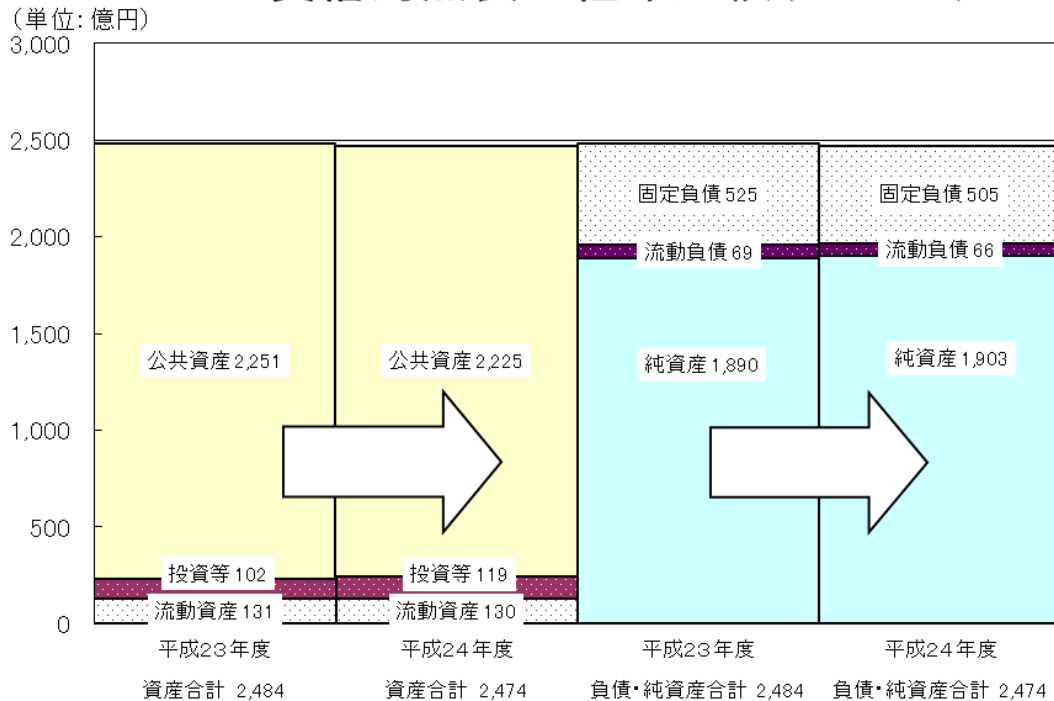 （単位：億円）
3,000
2,500
2,000
1,500
1,000
500
0
固定負債 525
固定負債 505
流動負債 69
流動負債 66
公共資産 2,251
公共資産 2,225
純資産 1,890
純資産 1,903
投資等 102
投資等 119
流動資産 131
流動資産 130
平成23年度
平成24年度
平成23年度
平成24年度
資産合計 2,484
資産合計 2,474
負債・純資産合計 2,484
負債・純資産合計 2,474